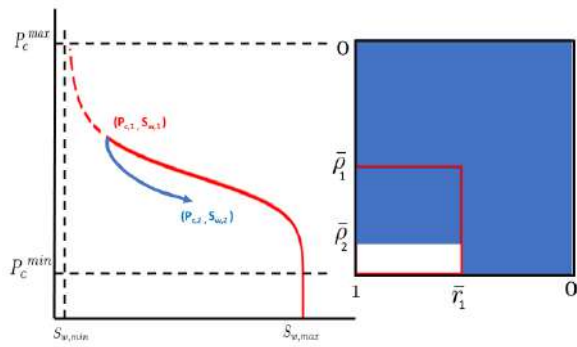 P_c^max
(P_c,1, S_w,1)
(P_c,2, S_w,2)
P_c^min
S_w,min
S_w,max
0
ρ̄_1
ρ̄_2
1
r̄_1
0